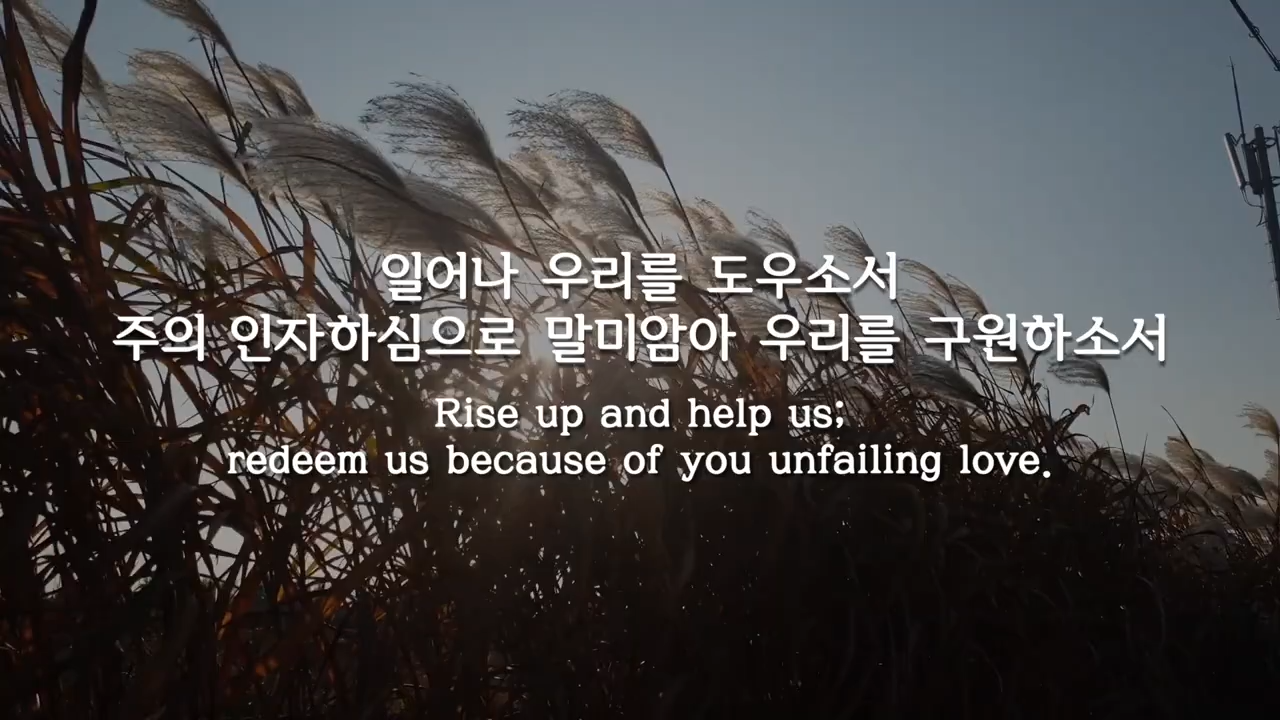 일어나 우리를 도우소서
주의 인자하심으로 말미암아 우리를 구원하소서
Rise up and help us;
redeem us because of you unfailing love.